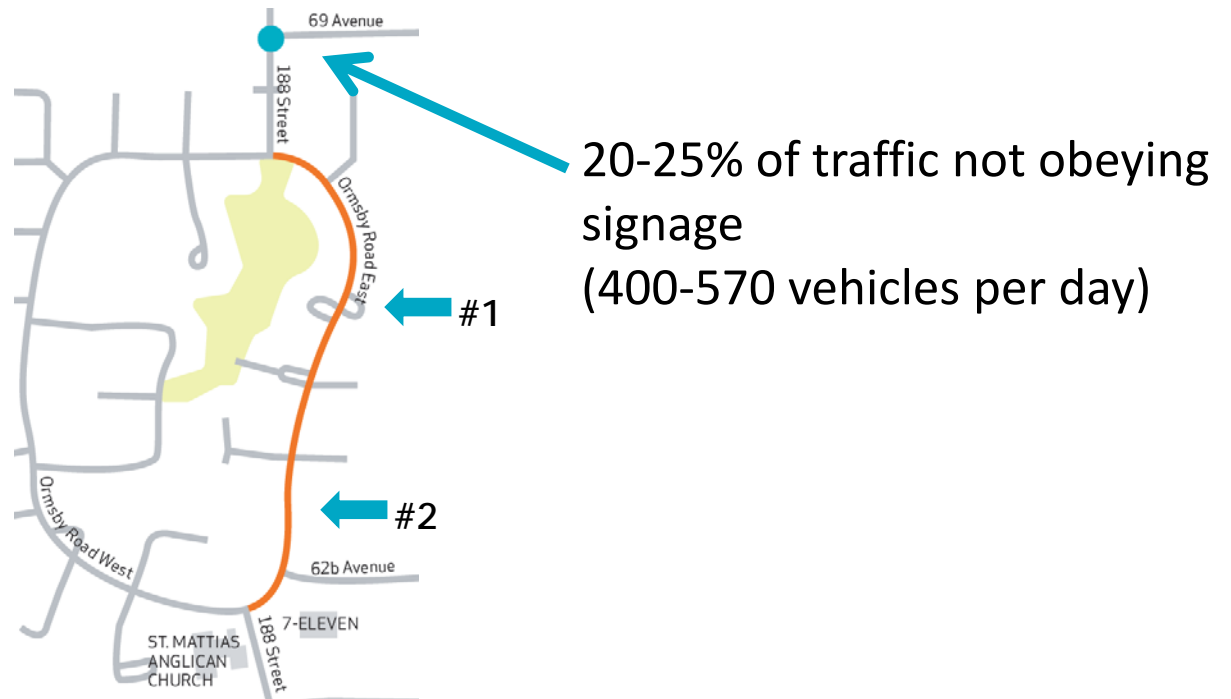 69 Avenue
188 Street
20-25% of traffic not obeying
signage
(400-570 vehicles per day)
Ormsby Road East
#1
#2
Ormsby Road West
62b Avenue
7-ELEVEN
188 Street
ST. MATTIAS
ANGLICAN
CHURCH